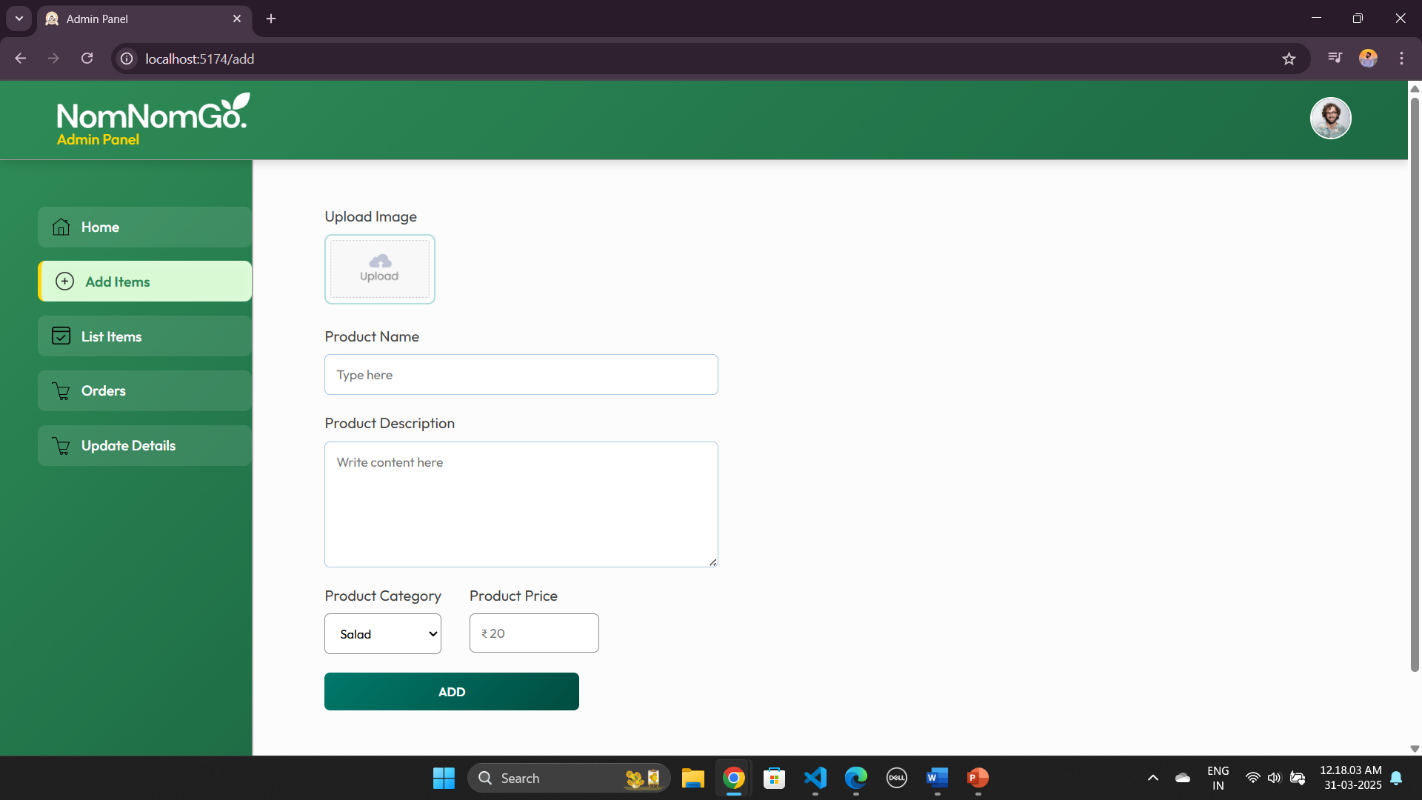 Admin Panel
localhost:5174/add
NomNomGo.
Admin Panel
Home
Add Items
List Items
Orders
Update Details
Upload Image
Upload
Product Name
Type here
Product Description
Write content here
Product Category
Product Price
Salad
₹ 20
ADD
Search
DELL
W
P
ENG
IN
12.18.03 AM
31-03-2025